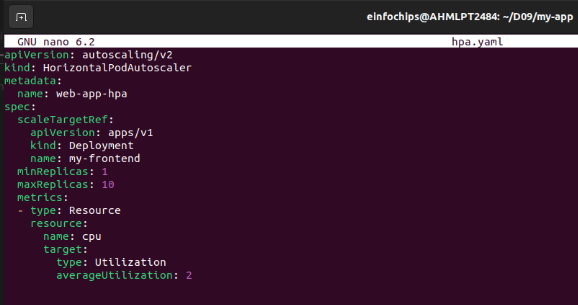 einfochips@AHMLPT2484: ~/D09/my-app
GNU nano 6.2 hpa.yaml
apiVersion: autoscaling/v2
kind: HorizontalPodAutoscaler
metadata:
  name: web-app-hpa
spec:
  scaleTargetRef:
    apiVersion: apps/v1
    kind: Deployment
    name: my-frontend
  minReplicas: 1
  maxReplicas: 10
  metrics:
  - type: Resource
    resource:
      name: cpu
      target:
        type: Utilization
        averageUtilization: 2